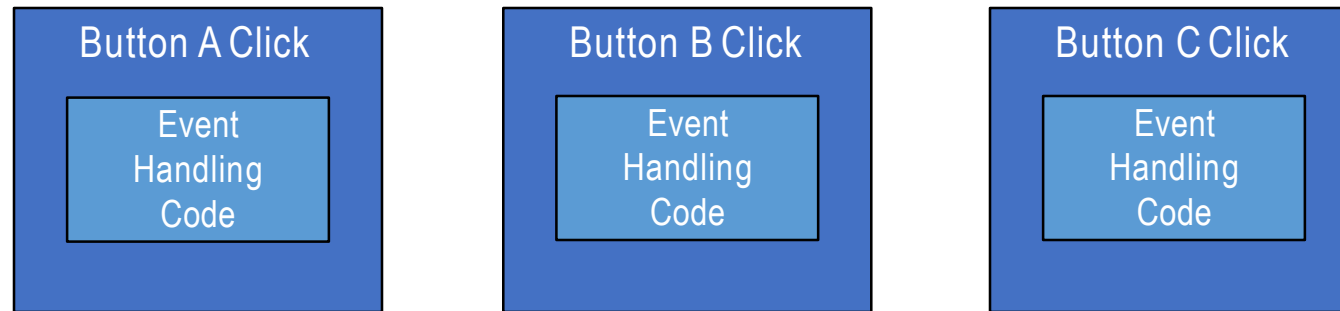 Button A Click
Event
Handling
Code
Button B Click
Event
Handling
Code
Button C Click
Event
Handling
Code